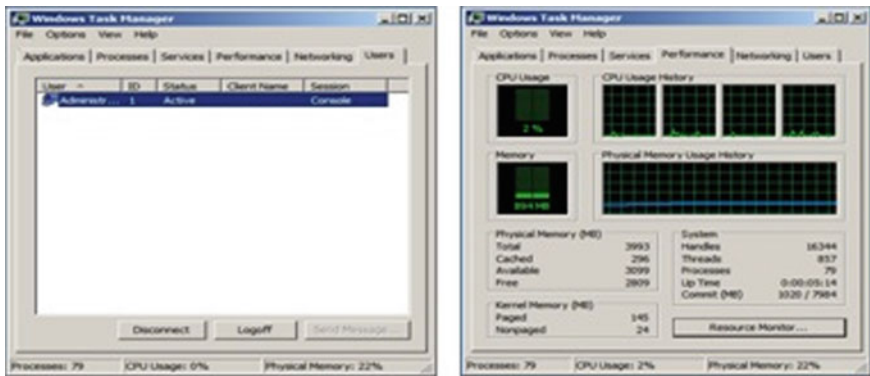 Windows Task Manager
File Options View Help
Applications Processes Services Performance Networking Users
User ID Status Client Name Session
Administr... 1 Active Console
Disconnect Logoff Send Message...
Processes: 79 CPU Usage: 0% Physical Memory: 22%
Windows Task Manager
File Options View Help
Applications Processes Services Performance Networking Users
CPU Usage CPU Usage History
2 %
Memory Physical Memory Usage History
894 MB
Physical Memory (MB)
Total 3993
Cached 296
Available 3099
Free 2809
Kernel Memory (MB)
Paged 145
Nonpaged 24
System
Handles 16344
Threads 857
Processes 79
Up Time 0:00:05:14
Commit (MB) 1020 / 7984
Resource Monitor...
Processes: 79 CPU Usage: 2% Physical Memory: 22%